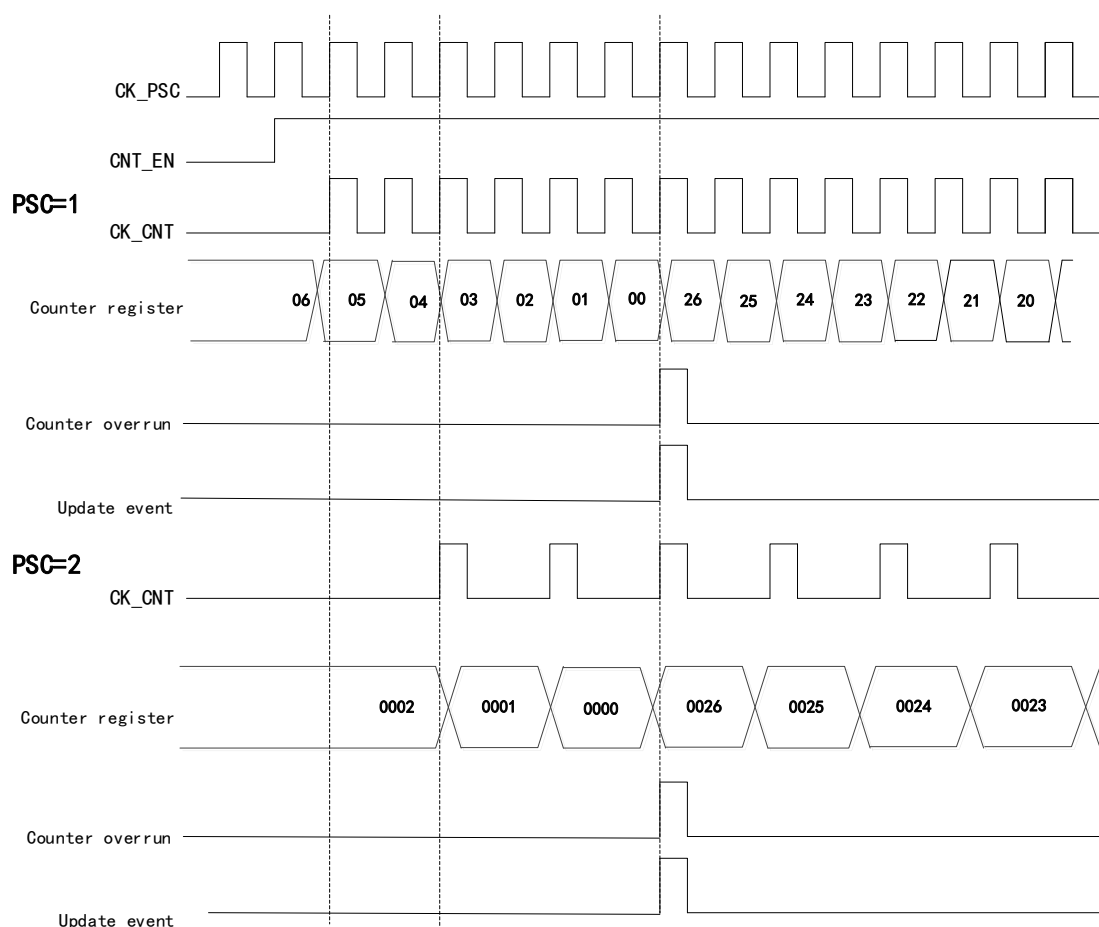 CK_PSC
CNT_EN
PSC=1
CK_CNT
Counter register 06 05 04 03 02 01 00 26 25 24 23 22 21 20
Counter overrun
Update event
PSC=2
CK_CNT
Counter register 0002 0001 0000 0026 0025 0024 0023
Counter overrun
Update event